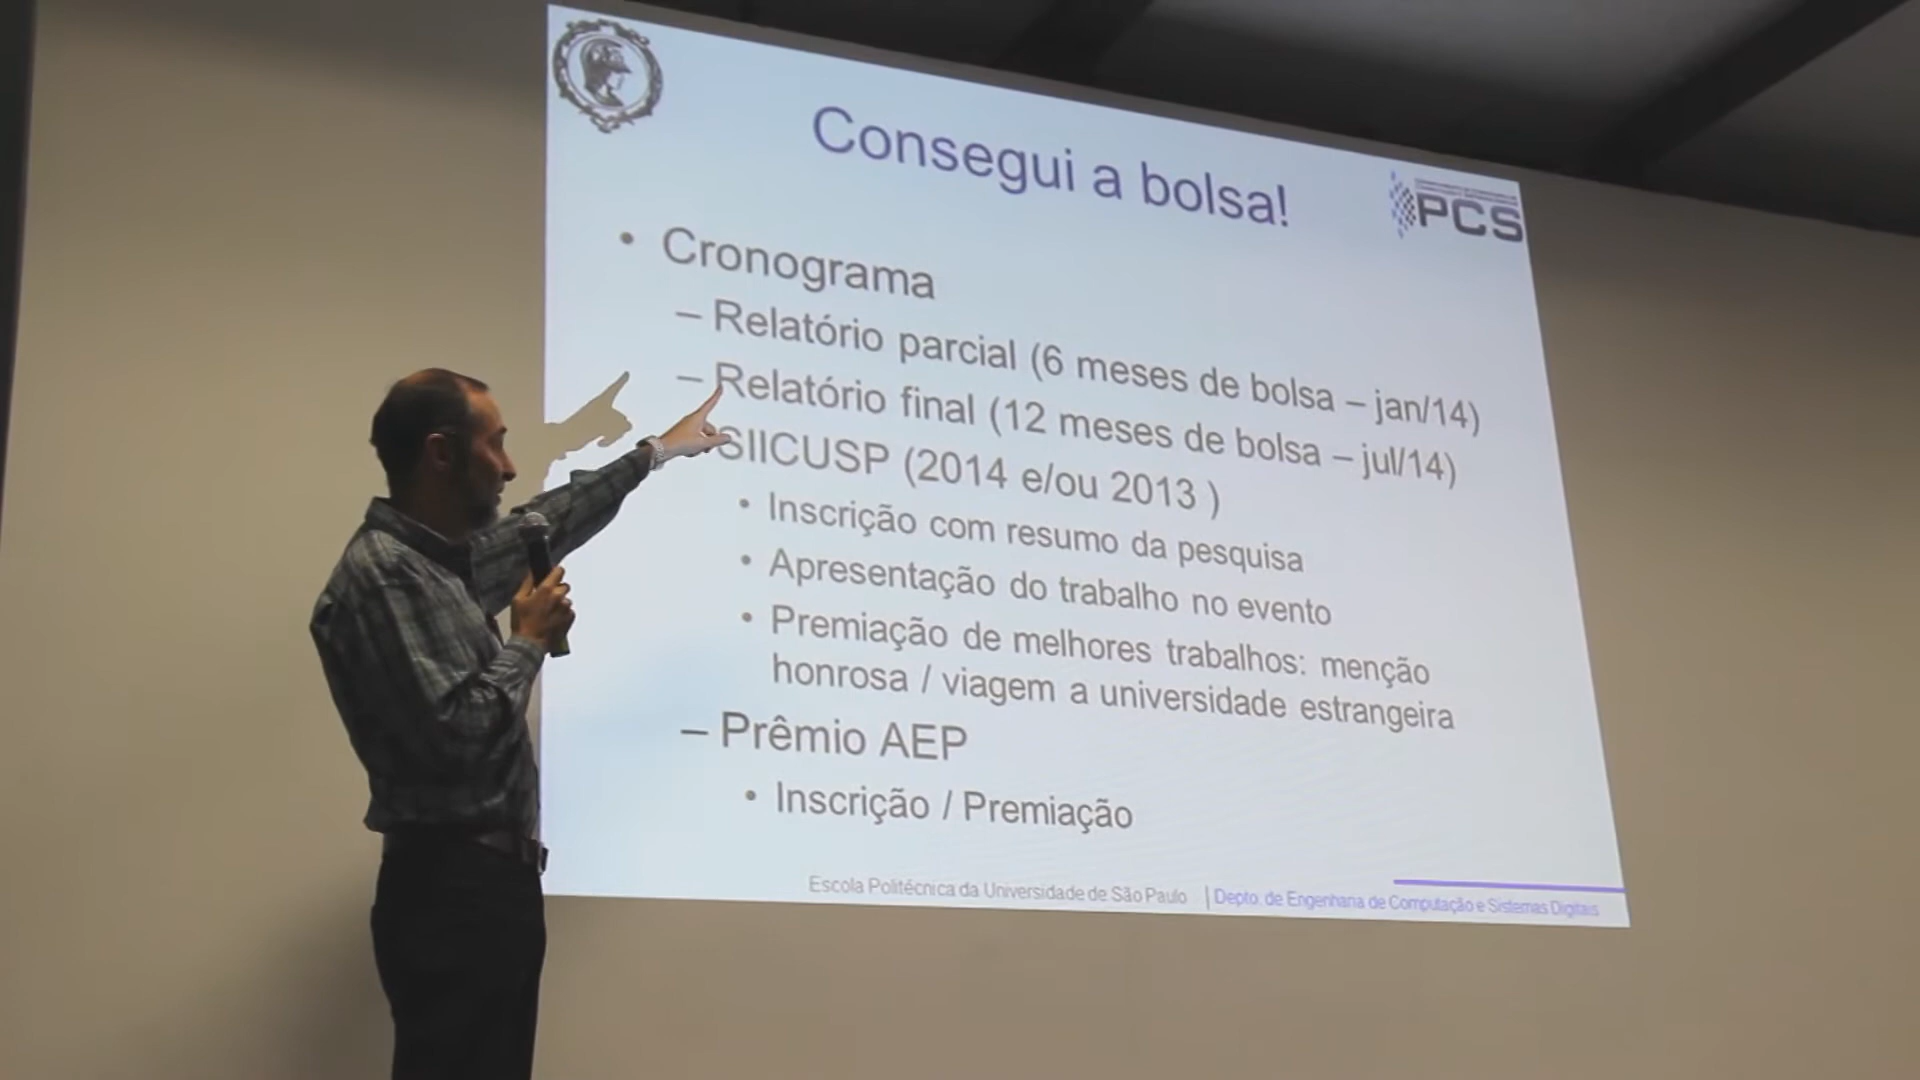 Consegui a bolsa!
PCS
• Cronograma
– Relatório parcial (6 meses de bolsa – jan/14)
– Relatório final (12 meses de bolsa – jul/14)
SIICUSP (2014 e/ou 2013 )
• Inscrição com resumo da pesquisa
• Apresentação do trabalho no evento
• Premiação de melhores trabalhos: menção
honrosa / viagem a universidade estrangeira
– Prêmio AEP
• Inscrição / Premiação
Escola Politécnica da Universidade de São Paulo | Depto. de Engenharia de Computação e Sistemas Digitais